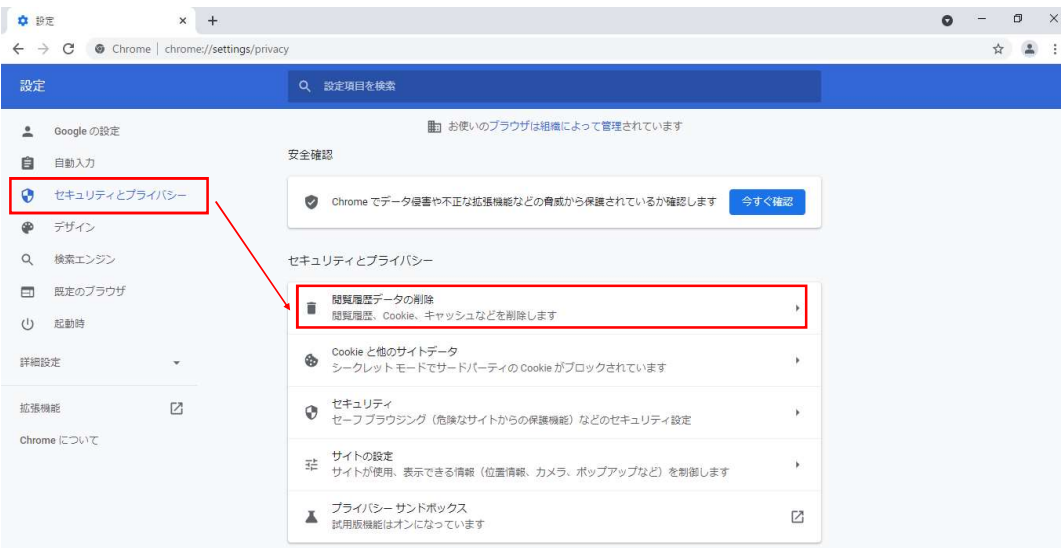 設定
Chrome | chrome://settings/privacy
設定
設定項目を検索
Google の設定
自動入力
セキュリティとプライバシー
デザイン
検索エンジン
既定のブラウザ
起動時
詳細設定
拡張機能
Chrome について
お使いのブラウザは組織によって管理されています
安全確認
Chrome でデータ侵害や不正な拡張機能などの脅威から保護されているか確認します
今すぐ確認
セキュリティとプライバシー
閲覧履歴データの削除
閲覧履歴、Cookie、キャッシュなどを削除します
Cookie と他のサイトデータ
シークレット モードでサードパーティの Cookie がブロックされています
セキュリティ
セーフ ブラウジング（危険なサイトからの保護機能）などのセキュリティ設定
サイトの設定
サイトが使用、表示できる情報（位置情報、カメラ、ポップアップなど）を制御します
プライバシー サンドボックス
試用版機能はオンになっています